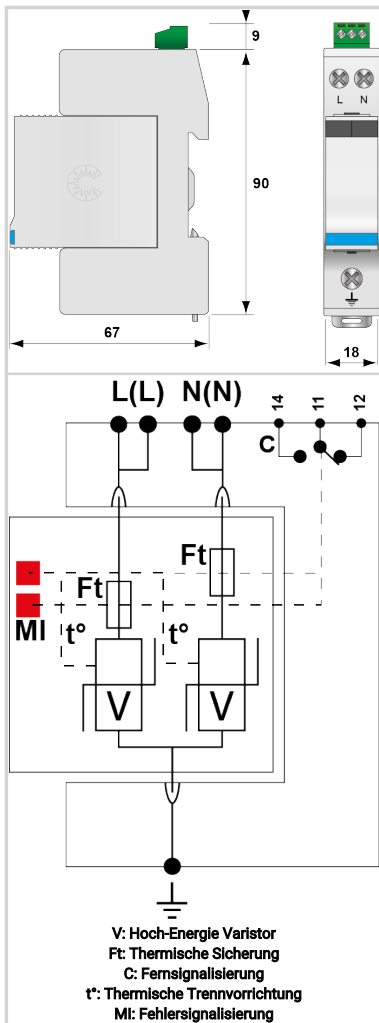 9
L N
90
67
18
L(L) N(N)
14 11 12
C
Ft
Ft
MI t° t°
V V
V: Hoch-Energie Varistor
Ft: Thermische Sicherung
C: Fernsignalisierung
t°: Thermische Trennvorrichtung
MI: Fehlersignalisierung